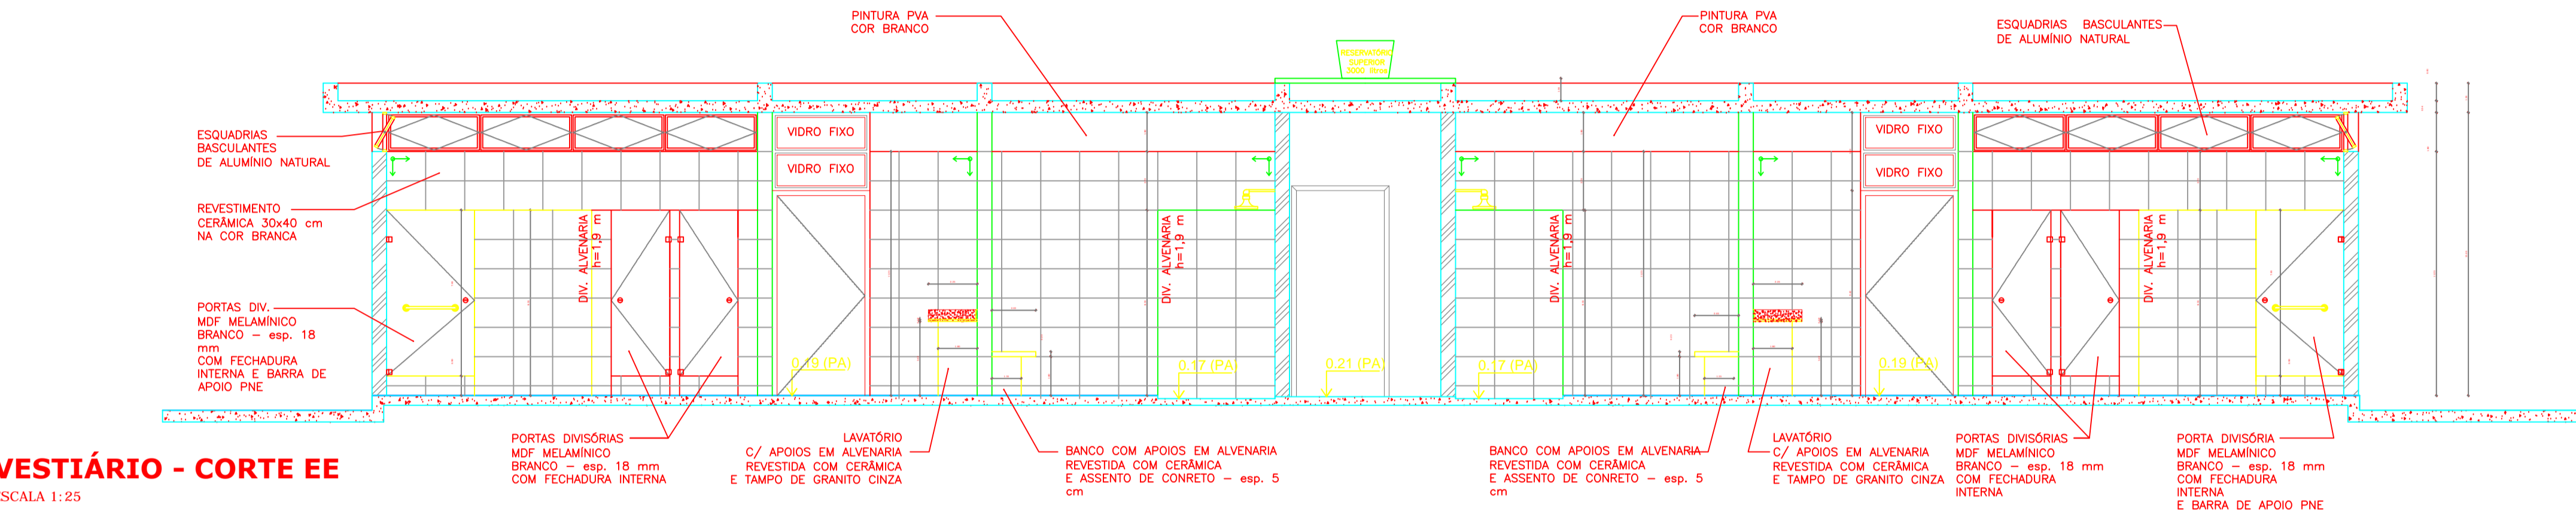 PINTURA PVA
COR BRANCO
PINTURA PVA
COR BRANCO
ESQUADRIAS BASCULANTES
DE ALUMÍNIO NATURAL
RESERVATÓRIO
SUPERIOR
3000 litros
ESQUADRIAS
BASCULANTES
DE ALUMÍNIO NATURAL
VIDRO FIXO
VIDRO FIXO
VIDRO FIXO
VIDRO FIXO
REVESTIMENTO
CERÂMICA 30x40 cm
NA COR BRANCA
DIV. ALVENARIA
h=1,9 m
DIV. ALVENARIA
h=1,9 m
DIV. ALVENARIA
h=1,9 m
DIV. ALVENARIA
h=1,9 m
PORTAS DIV.
MDF MELAMÍNICO
BRANCO – esp. 18
mm
COM FECHADURA
INTERNA E BARRA DE
APOIO PNE
0.19 (PA)
0.17 (PA)
0.21 (PA)
0.17 (PA)
0.19 (PA)
PORTAS DIVISÓRIAS
MDF MELAMÍNICO
BRANCO – esp. 18 mm
COM FECHADURA INTERNA
LAVATÓRIO
C/ APOIOS EM ALVENARIA
REVESTIDA COM CERÂMICA
E TAMPO DE GRANITO CINZA
BANCO COM APOIOS EM ALVENARIA
REVESTIDA COM CERÂMICA
E ASSENTO DE CONRETO – esp. 5
cm
BANCO COM APOIOS EM ALVENARIA
REVESTIDA COM CERÂMICA
E ASSENTO DE CONRETO – esp. 5
cm
LAVATÓRIO
C/ APOIOS EM ALVENARIA
REVESTIDA COM CERÂMICA
E TAMPO DE GRANITO CINZA
PORTAS DIVISÓRIAS
MDF MELAMÍNICO
BRANCO – esp. 18 mm
COM FECHADURA
INTERNA
PORTA DIVISÓRIA
MDF MELAMÍNICO
BRANCO – esp. 18 mm
COM FECHADURA
INTERNA
E BARRA DE APOIO PNE
VESTIÁRIO - CORTE EE
SCALA 1:25